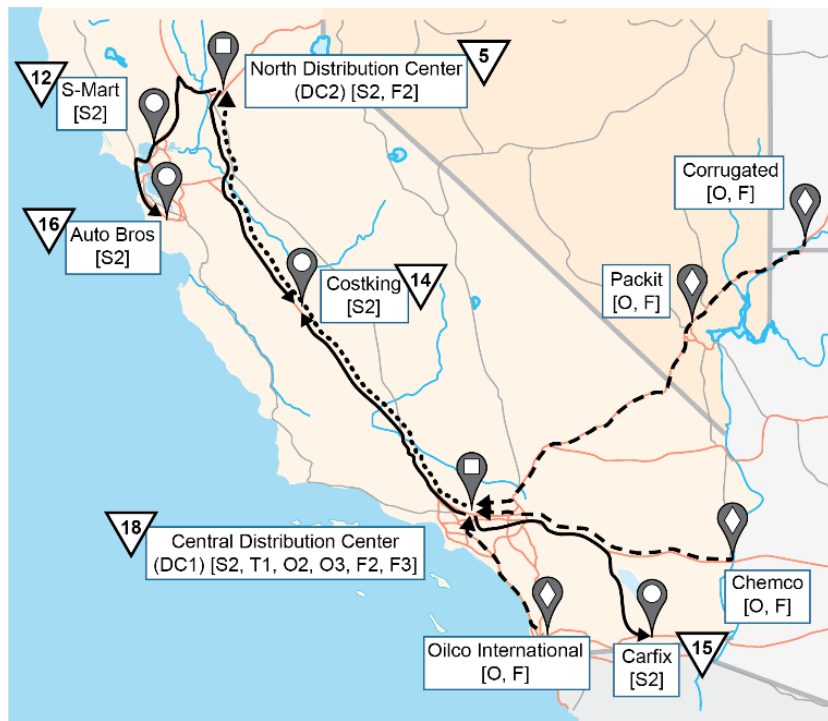 12
S-Mart
[S2]
North Distribution Center
(DC2) [S2, F2]
5
16
Auto Bros
[S2]
Costking
[S2]
14
Corrugated
[O, F]
Packit
[O, F]
18
Central Distribution Center
(DC1) [S2, T1, O2, O3, F2, F3]
Chemco
[O, F]
Oilco International
[O, F]
Carfix
[S2]
15